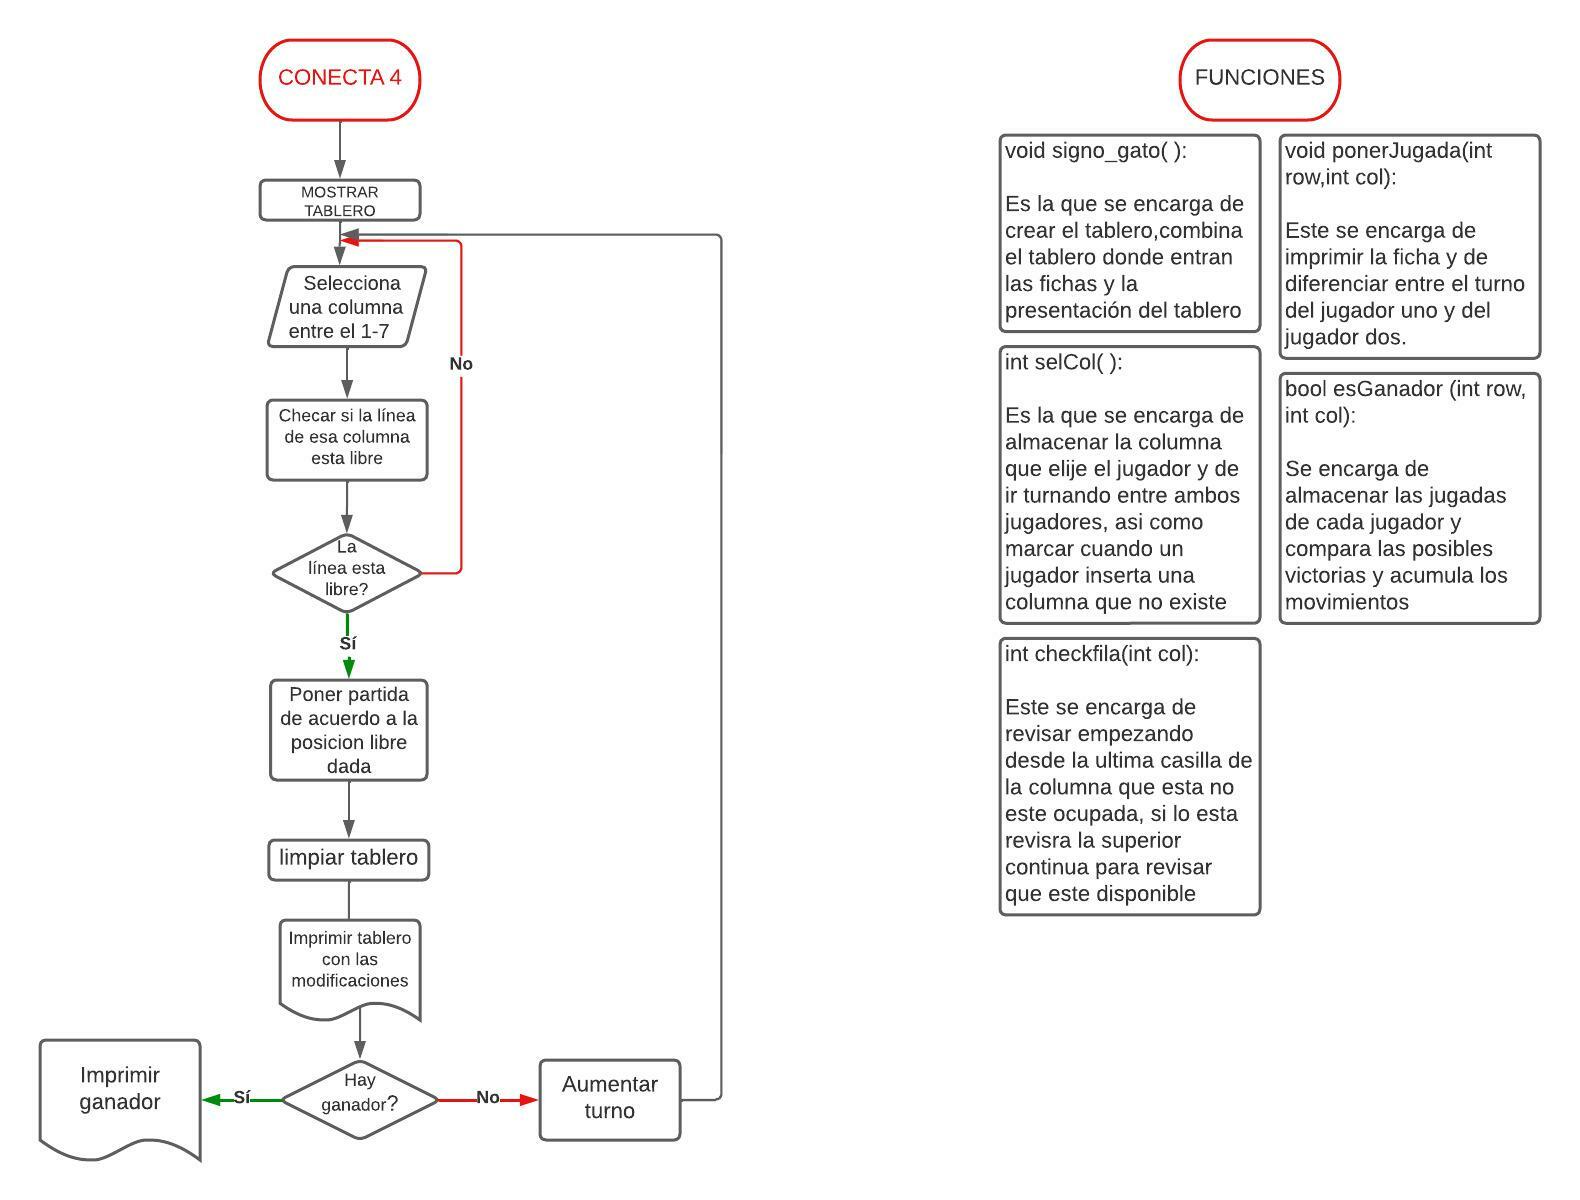 CONECTA 4
MOSTRAR
TABLERO
Selecciona
una columna
entre el 1-7
No
Checar si la línea
de esa columna
esta libre
La
línea esta
libre?
Sí
Poner partida
de acuerdo a la
posicion libre
dada
limpiar tablero
Imprimir tablero
con las
modificaciones
Hay
ganador?
Sí
Imprimir
ganador
No
Aumentar
turno
FUNCIONES
void signo_gato( ):
Es la que se encarga de
crear el tablero,combina
el tablero donde entran
las fichas y la
presentación del tablero
int selCol( ):
Es la que se encarga de
almacenar la columna
que elije el jugador y de
ir turnando entre ambos
jugadores, asi como
marcar cuando un
jugador inserta una
columna que no existe
int checkfila(int col):
Este se encarga de
revisar empezando
desde la ultima casilla de
la columna que esta no
este ocupada, si lo esta
revisra la superior
continua para revisar
que este disponible
void ponerJugada(int
row,int col):
Este se encarga de
imprimir la ficha y de
diferenciar entre el turno
del jugador uno y del
jugador dos.
bool esGanador (int row,
int col):
Se encarga de
almacenar las jugadas
de cada jugador y
compara las posibles
victorias y acumula los
movimientos